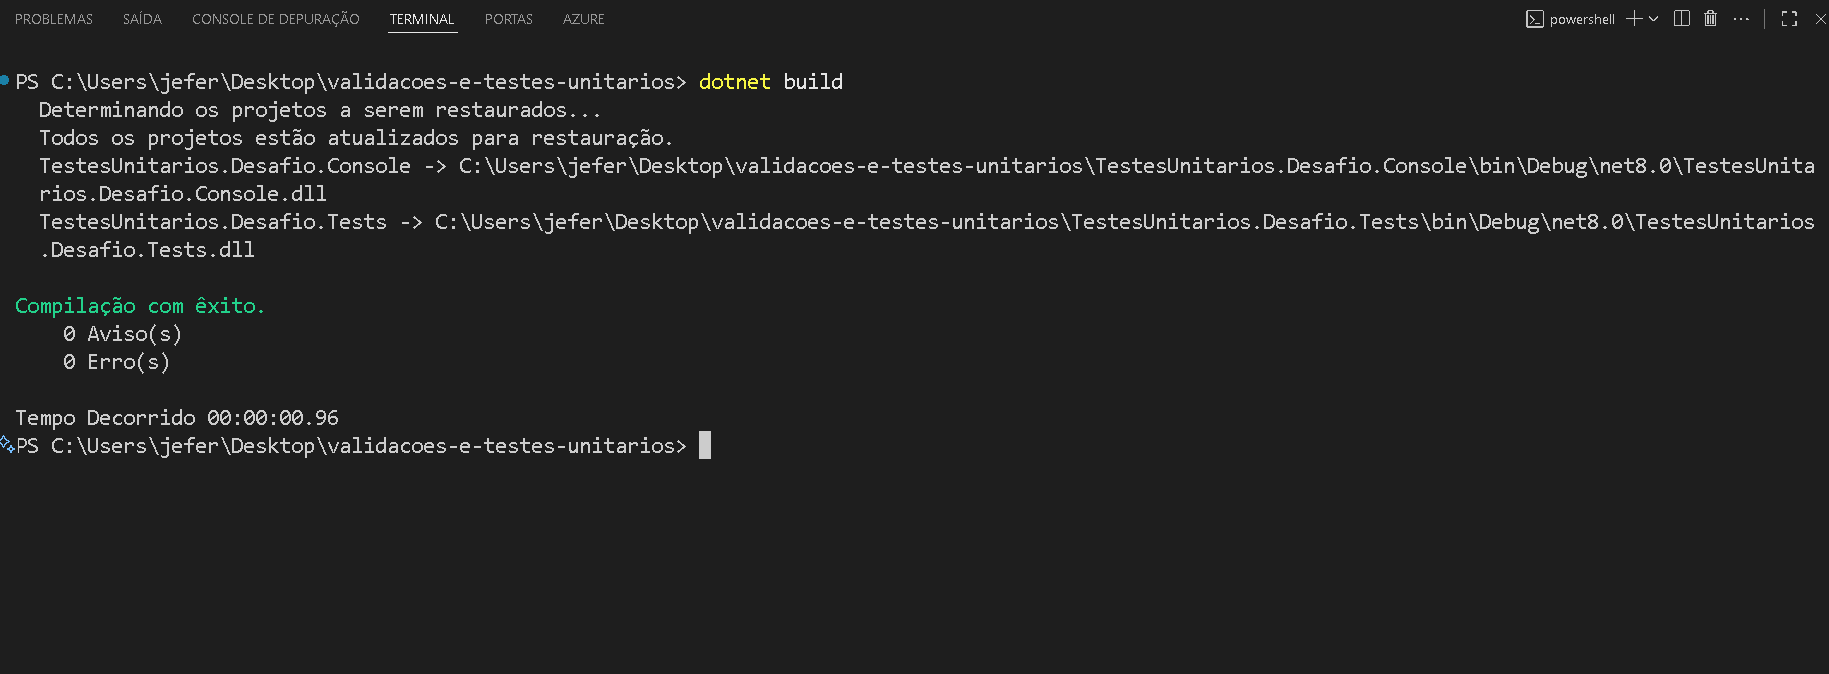 PROBLEMAS SAÍDA CONSOLE DE DEPURAÇÃO TERMINAL PORTAS AZURE powershell
PS C:\Users\jefer\Desktop\validacoes-e-testes-unitarios> dotnet build
Determinando os projetos a serem restaurados...
Todos os projetos estão atualizados para restauração.
TestesUnitarios.Desafio.Console -> C:\Users\jefer\Desktop\validacoes-e-testes-unitarios\TestesUnitarios.Desafio.Console\bin\Debug\net8.0\TestesUnita
rios.Desafio.Console.dll
TestesUnitarios.Desafio.Tests -> C:\Users\jefer\Desktop\validacoes-e-testes-unitarios\TestesUnitarios.Desafio.Tests\bin\Debug\net8.0\TestesUnitarios
.Desafio.Tests.dll
Compilação com êxito.
0 Aviso(s)
0 Erro(s)
Tempo Decorrido 00:00:00.96
PS C:\Users\jefer\Desktop\validacoes-e-testes-unitarios>